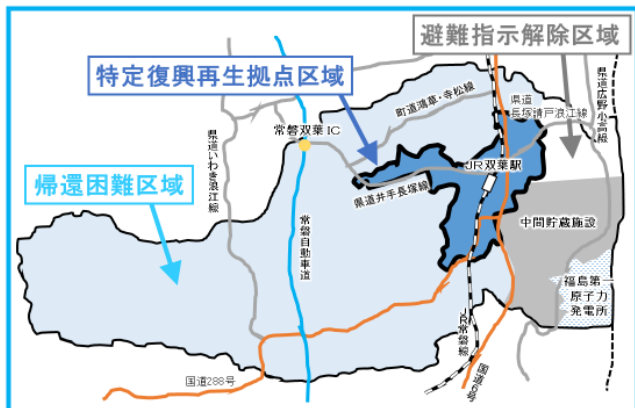 避難指示解除区域
特定復興再生拠点区域
町道鴻草・寺松線
県道
長塚請戸浪江線
県道広野小高線
常磐双葉IC
県道いわき浪江線
JR双葉駅
帰還困難区域
県道井手長塚線
常磐自動車道
中間貯蔵施設
福島第一
原子力
発電所
JR常磐線
国道6号
国道288号